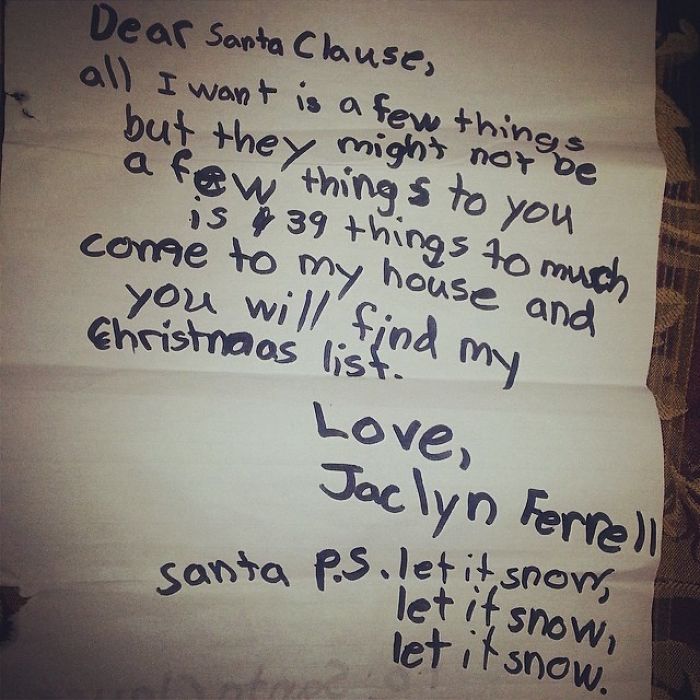 Dear Santa Clause,
all I want is a few things
but they might not be
a few things to you
is 39 things to much
come to my house and
you will find my
Christmaas list.
Love,
Jaclyn Ferrell
santa P.S. let it snow,
let it snow,
let it snow.